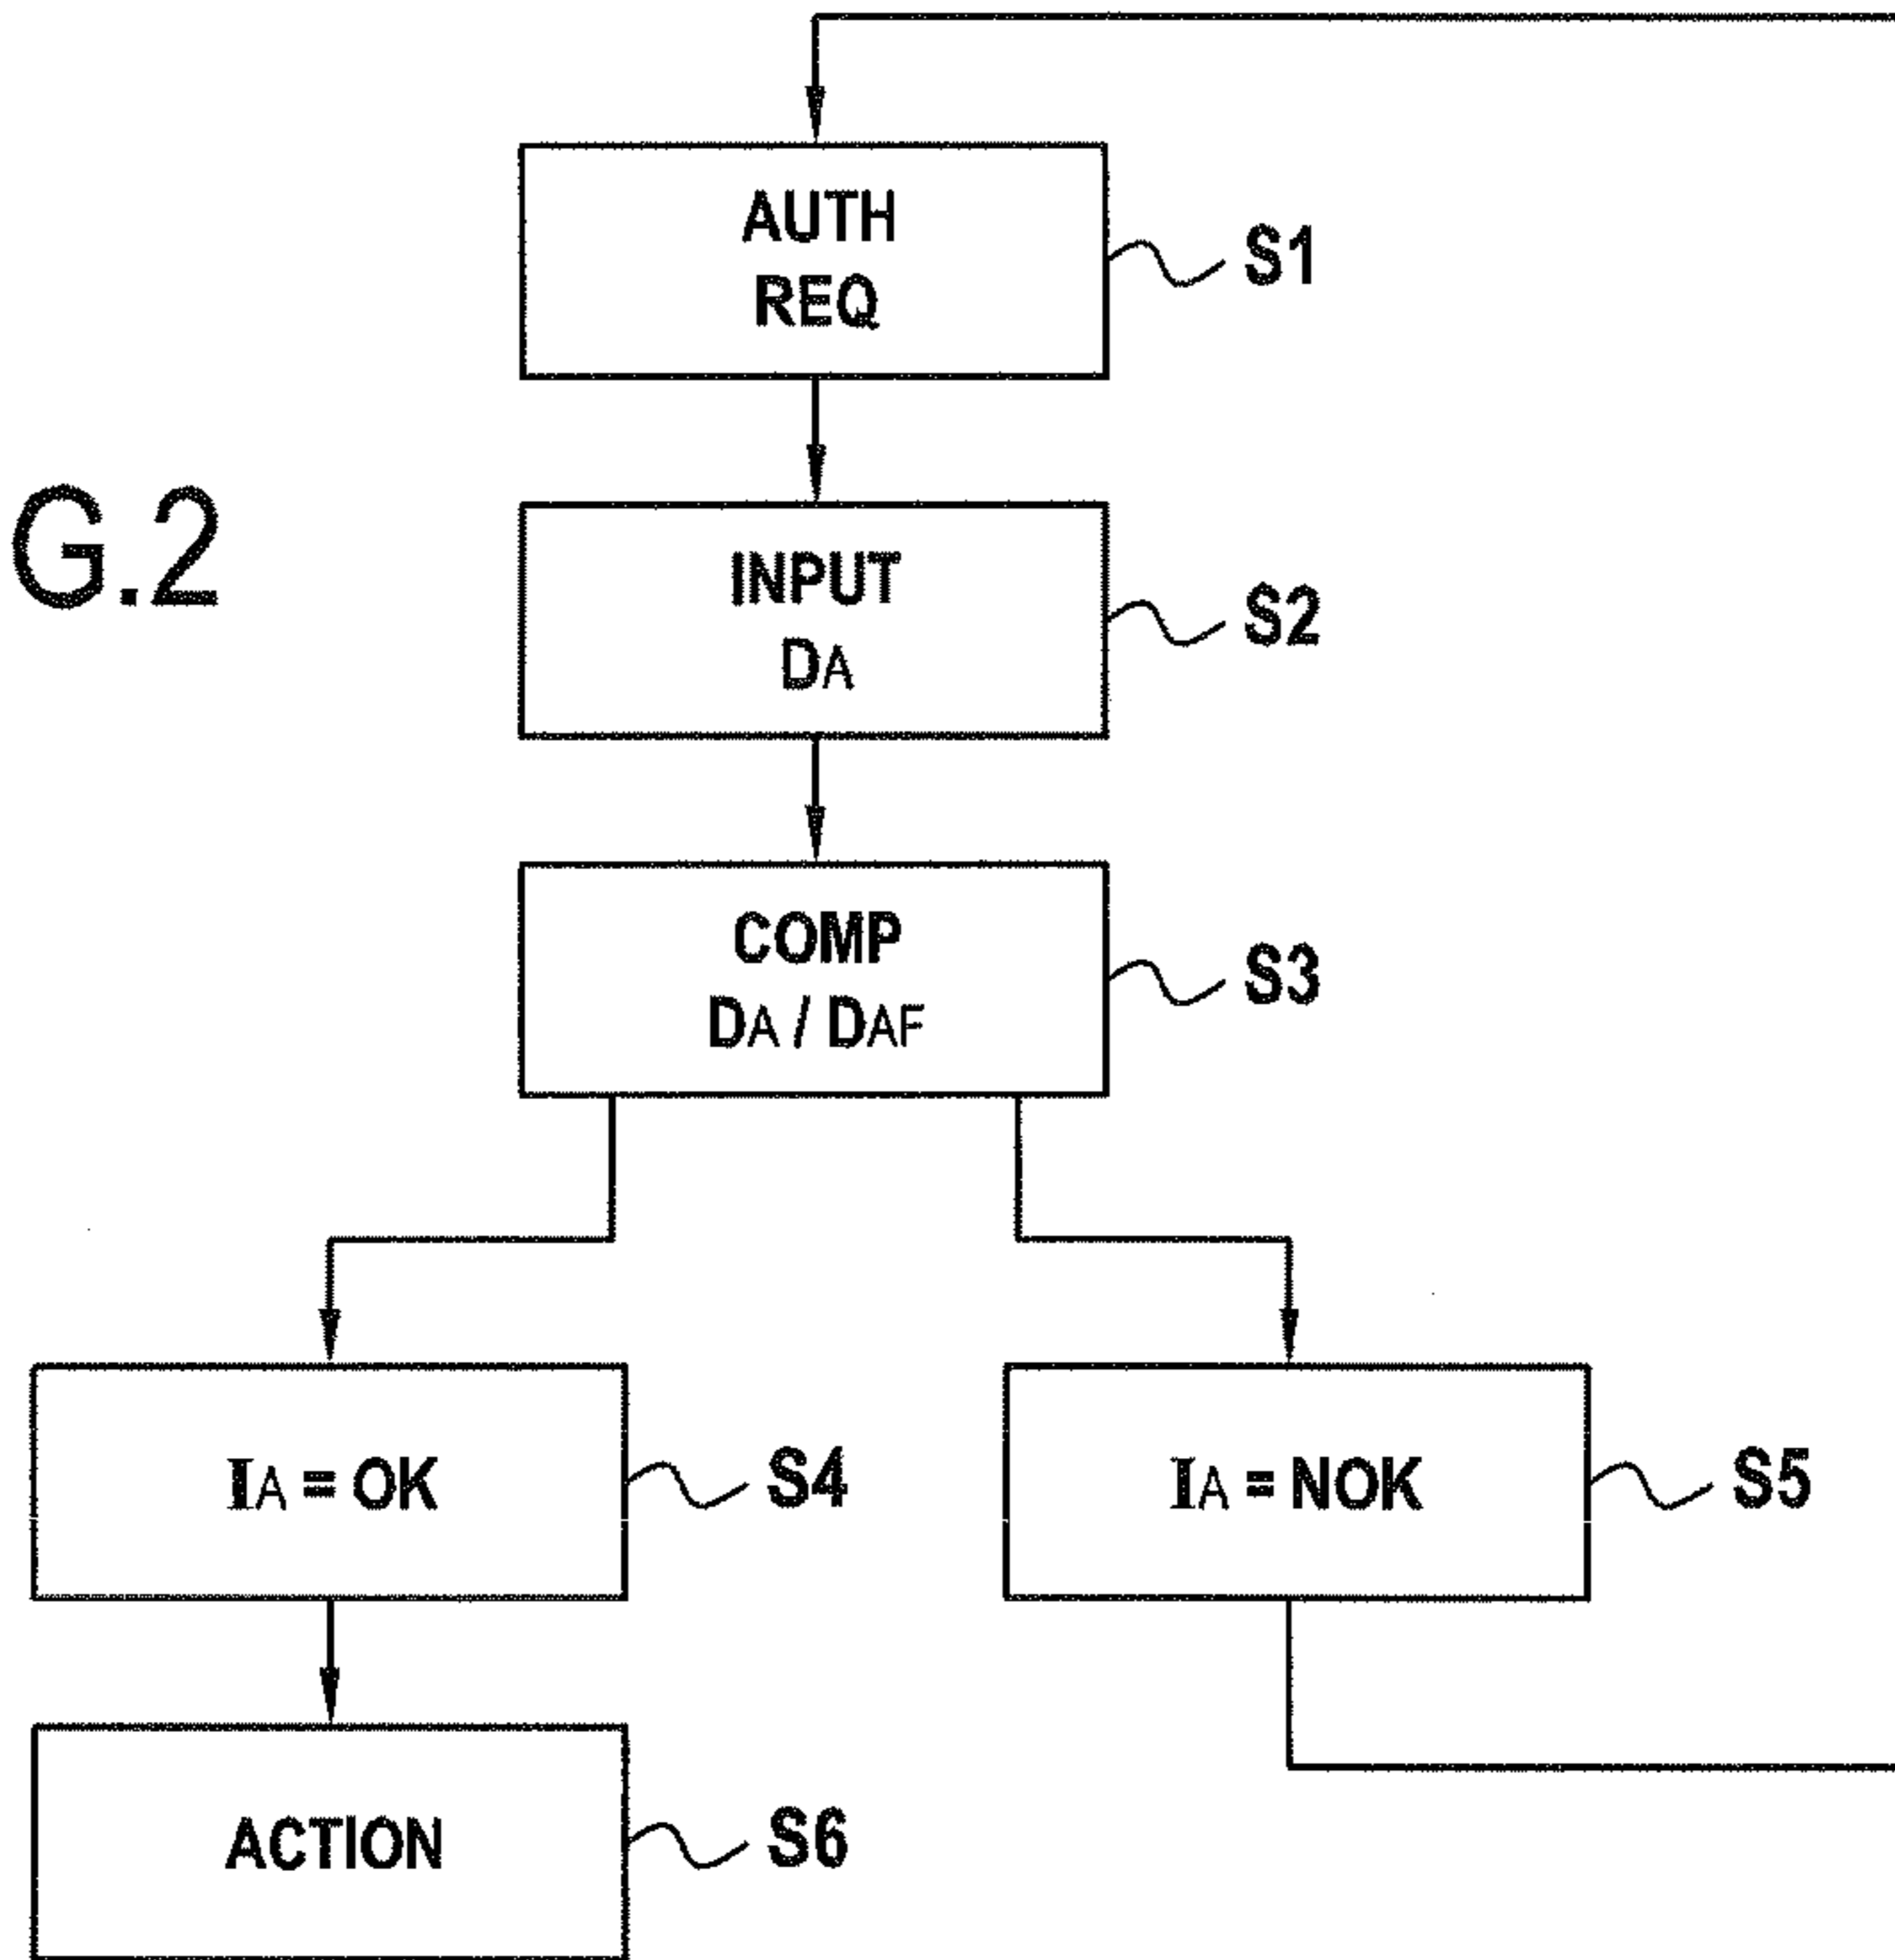 AUTH
REQ
S1
G.2
INPUT
DA
S2
COMP
DA / DAF
S3
IA = OK
S4
IA = NOK
S5
ACTION
S6